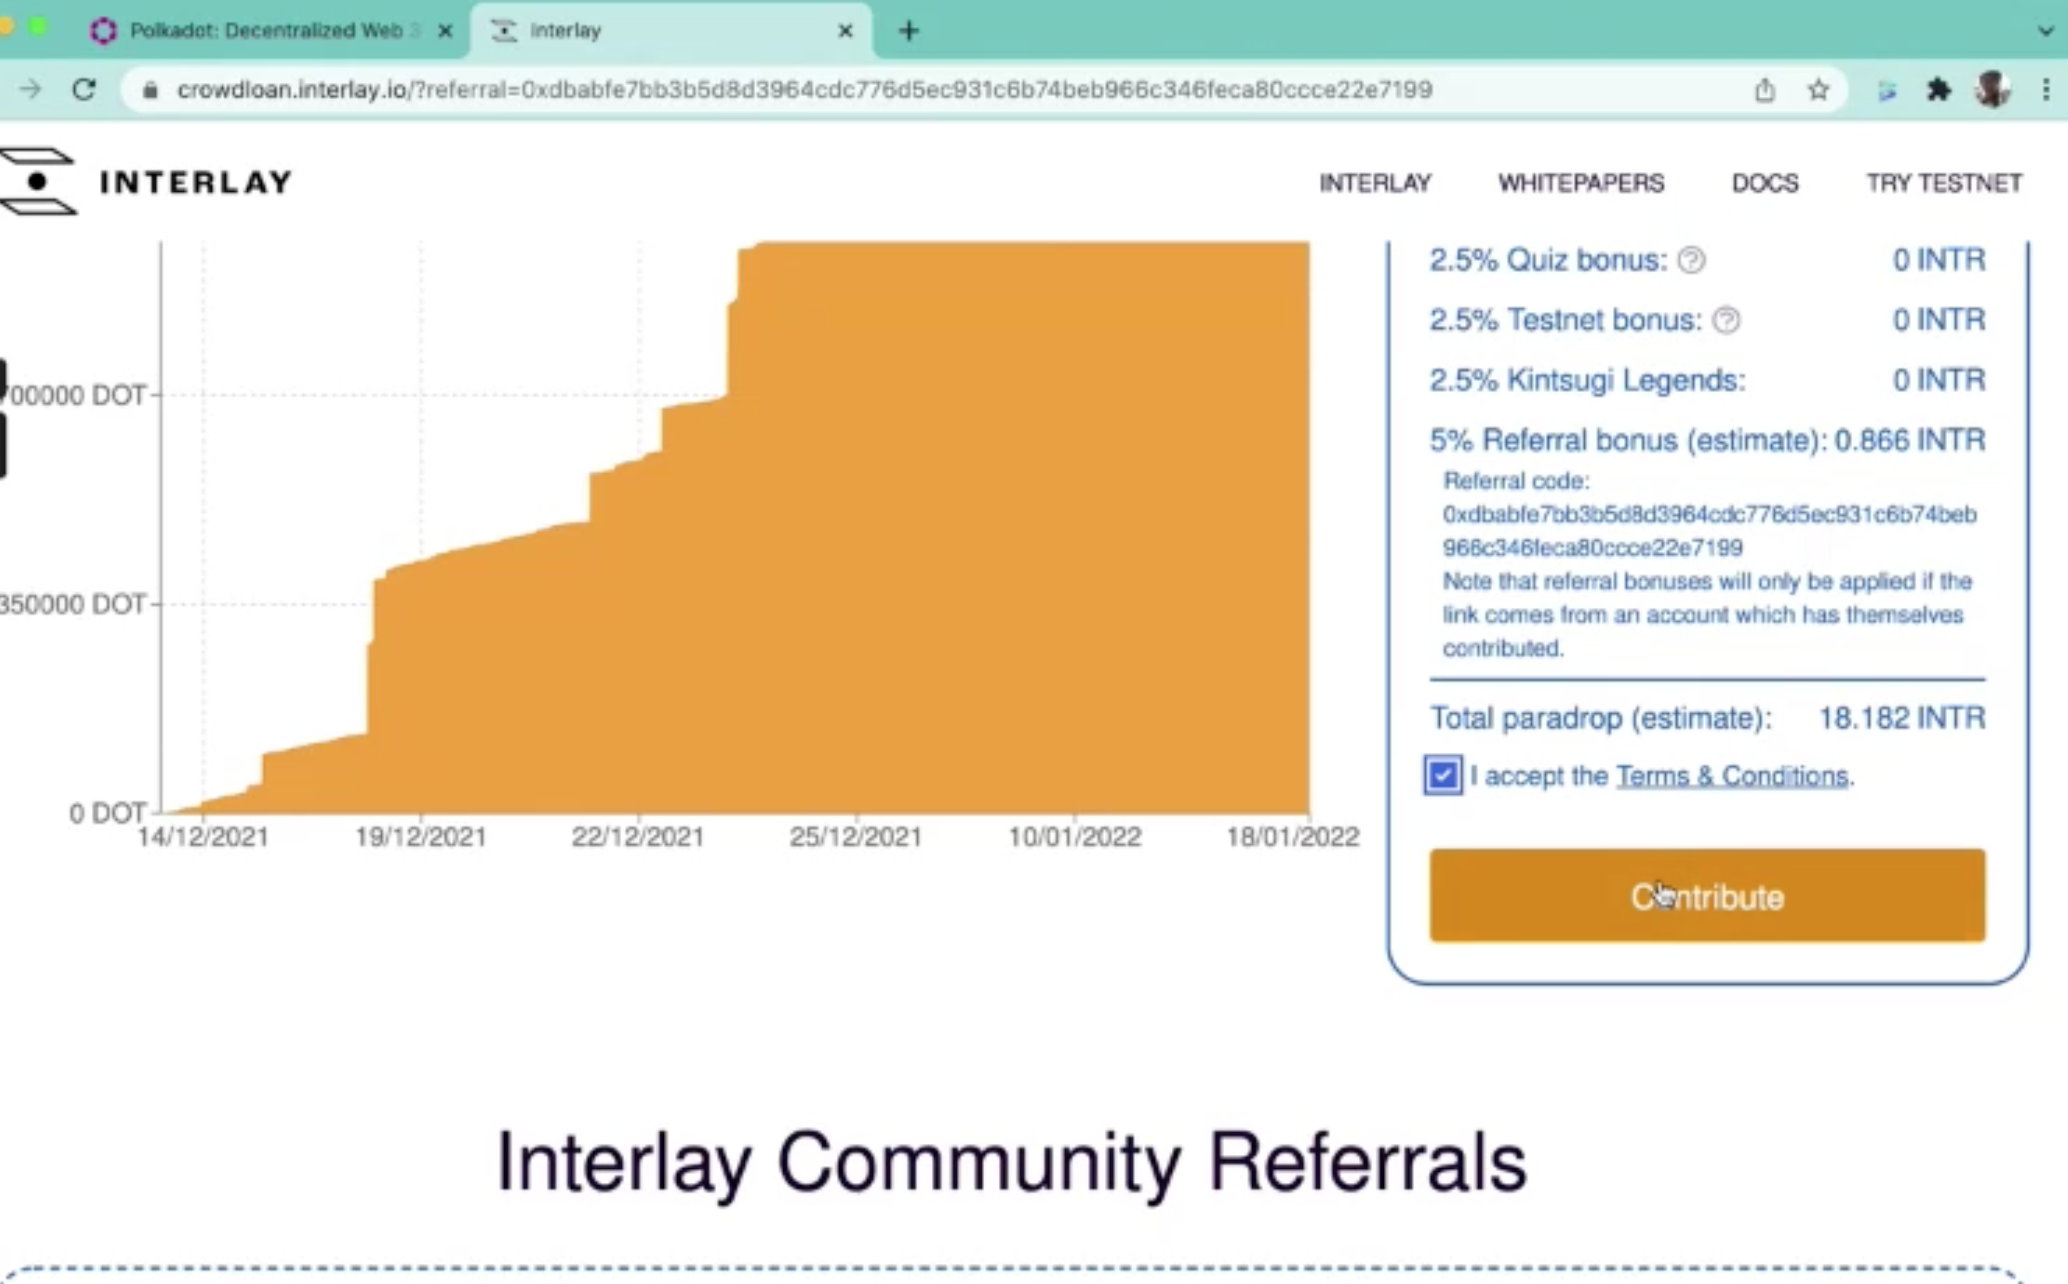 Polkadot: Decentralized Web 3
Interlay
crowdloan.interlay.io/?referral=0xdbabfe7bb3b5d8d3964cdc776d5ec931c6b74beb966c346feca80ccce22e7199
INTERLAY
INTERLAY WHITEPAPERS DOCS TRY TESTNET
700000 DOT
350000 DOT
0 DOT
14/12/2021 19/12/2021 22/12/2021 25/12/2021 10/01/2022 18/01/2022
2.5% Quiz bonus: ? 0 INTR
2.5% Testnet bonus: ? 0 INTR
2.5% Kintsugi Legends: 0 INTR
5% Referral bonus (estimate): 0.866 INTR
Referral code:
0xdbabfe7bb3b5d8d3964cdc776d5ec931c6b74beb
966c346feca80ccce22e7199
Note that referral bonuses will only be applied if the
link comes from an account which has themselves
contributed.
Total paradrop (estimate): 18.182 INTR
I accept the Terms & Conditions.
Contribute
Interlay Community Referrals